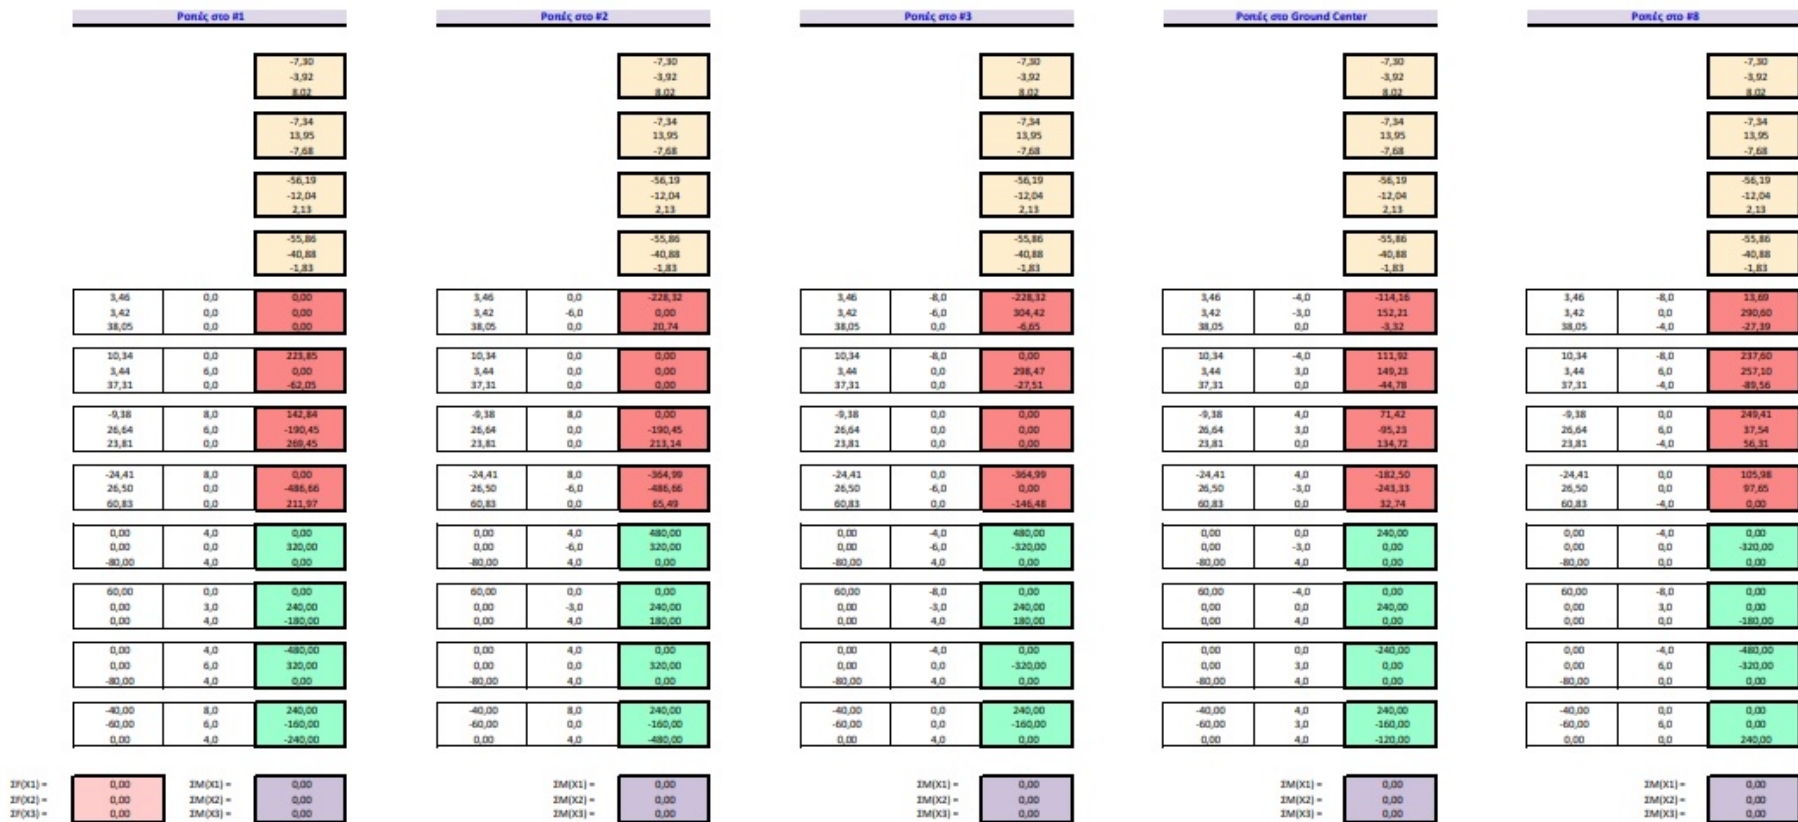 Ροπές στο #1 Ροπές στο #2 Ροπές στο #3 Ροπές στο Ground Center Ροπές στο #8
-7,30 -7,30 -7,30 -7,30 -7,30
-3,92 -3,92 -3,92 -3,92 -3,92
8,02 8,02 8,02 8,02 8,02
-7,34 -7,34 -7,34 -7,34 -7,34
13,95 13,95 13,95 13,95 13,95
-7,68 -7,68 -7,68 -7,68 -7,68
-56,19 -56,19 -56,19 -56,19 -56,19
-12,04 -12,04 -12,04 -12,04 -12,04
2,13 2,13 2,13 2,13 2,13
-55,86 -55,86 -55,86 -55,86 -55,86
-40,88 -40,88 -40,88 -40,88 -40,88
-1,83 -1,83 -1,83 -1,83 -1,83
3,46 0,0 0,00 3,46 0,0 -228,32 3,46 -8,0 -228,32 3,46 -4,0 -114,16 3,46 -8,0 13,69
3,42 0,0 0,00 3,42 -6,0 0,00 3,42 -6,0 304,42 3,42 -3,0 152,21 3,42 0,0 290,60
38,05 0,0 0,00 38,05 0,0 20,74 38,05 0,0 -6,65 38,05 0,0 -3,32 38,05 -4,0 -27,39
10,34 0,0 223,85 10,34 0,0 0,00 10,34 -8,0 0,00 10,34 -4,0 111,92 10,34 -8,0 237,60
3,44 6,0 0,00 3,44 0,0 0,00 3,44 0,0 298,47 3,44 3,0 149,23 3,44 6,0 257,10
37,31 0,0 -62,05 37,31 0,0 0,00 37,31 0,0 -27,51 37,31 0,0 -44,78 37,31 -4,0 -89,56
-9,38 8,0 142,84 -9,38 8,0 0,00 -9,38 0,0 0,00 -9,38 4,0 71,42 -9,38 0,0 249,41
26,64 6,0 -190,45 26,64 0,0 -190,45 26,64 0,0 0,00 26,64 3,0 -95,23 26,64 6,0 37,54
23,81 0,0 269,45 23,81 0,0 213,14 23,81 0,0 0,00 23,81 0,0 134,72 23,81 -4,0 56,31
-24,41 8,0 0,00 -24,41 8,0 -364,99 -24,41 0,0 -364,99 -24,41 4,0 -182,50 -24,41 0,0 105,98
26,50 0,0 -486,66 26,50 -6,0 -486,66 26,50 -6,0 0,00 26,50 -3,0 -243,33 26,50 0,0 97,65
60,83 0,0 211,97 60,83 0,0 65,49 60,83 0,0 -146,48 60,83 0,0 32,74 60,83 -4,0 0,00
0,00 4,0 0,00 0,00 4,0 480,00 0,00 -4,0 480,00 0,00 0,0 240,00 0,00 -4,0 0,00
0,00 0,0 320,00 0,00 -6,0 320,00 0,00 -6,0 -320,00 0,00 -3,0 0,00 0,00 0,0 -320,00
-80,00 4,0 0,00 -80,00 4,0 0,00 -80,00 4,0 0,00 -80,00 4,0 0,00 -80,00 0,0 0,00
60,00 0,0 0,00 60,00 0,0 0,00 60,00 -8,0 0,00 60,00 -4,0 0,00 60,00 -8,0 0,00
0,00 3,0 240,00 0,00 -3,0 240,00 0,00 -3,0 240,00 0,00 0,0 240,00 0,00 3,0 0,00
0,00 4,0 -180,00 0,00 4,0 180,00 0,00 4,0 180,00 0,00 4,0 0,00 0,00 0,0 -180,00
0,00 4,0 -480,00 0,00 4,0 0,00 0,00 -4,0 0,00 0,00 0,0 -240,00 0,00 -4,0 -480,00
0,00 6,0 320,00 0,00 0,0 320,00 0,00 0,0 -320,00 0,00 3,0 0,00 0,00 6,0 -320,00
-80,00 4,0 0,00 -80,00 4,0 0,00 -80,00 4,0 0,00 -80,00 4,0 0,00 -80,00 0,0 0,00
-40,00 8,0 240,00 -40,00 8,0 240,00 -40,00 0,0 240,00 -40,00 4,0 240,00 -40,00 0,0 0,00
-60,00 6,0 -160,00 -60,00 0,0 -160,00 -60,00 0,0 -160,00 -60,00 3,0 -160,00 -60,00 6,0 0,00
0,00 4,0 -240,00 0,00 4,0 -480,00 0,00 4,0 0,00 0,00 4,0 -120,00 0,00 0,0 240,00
ΣF(X1) = 0,00 ΣM(X1) = 0,00 ΣM(X1) = 0,00 ΣM(X1) = 0,00 ΣM(X1) = 0,00 ΣM(X1) = 0,00
ΣF(X2) = 0,00 ΣM(X2) = 0,00 ΣM(X2) = 0,00 ΣM(X2) = 0,00 ΣM(X2) = 0,00 ΣM(X2) = 0,00
ΣF(X3) = 0,00 ΣM(X3) = 0,00 ΣM(X3) = 0,00 ΣM(X3) = 0,00 ΣM(X3) = 0,00 ΣM(X3) = 0,00